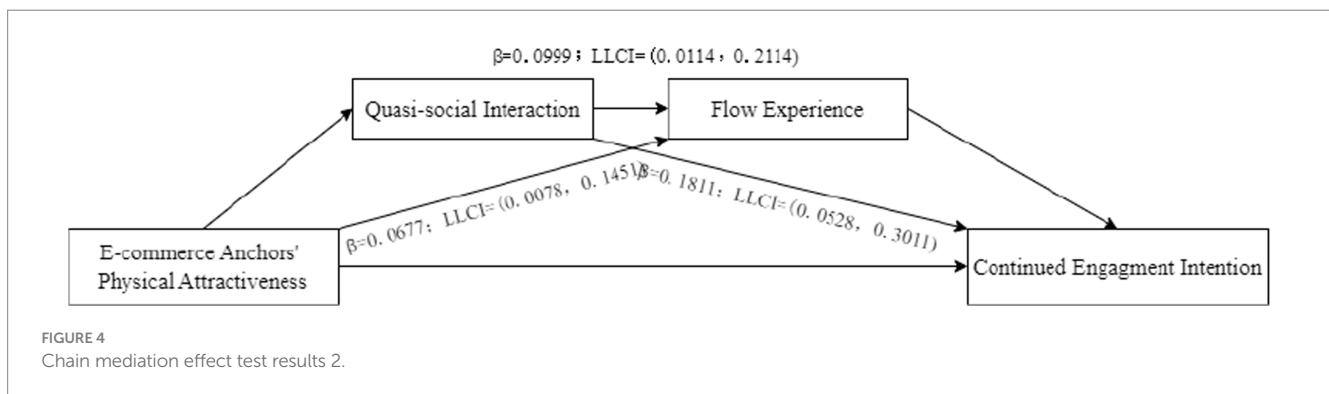 β=0.0999; LLCI=(0.0114, 0.2114)
Quasi-social Interaction
Flow Experience
β=0.0677; LLCI=(0.0078, 0.1451)
β=0.1811: LLCI=(0.0528, 0.3011)
E-commerce Anchors'
Physical Attractiveness
Continued Engagment Intention
FIGURE 4
Chain mediation effect test results 2.